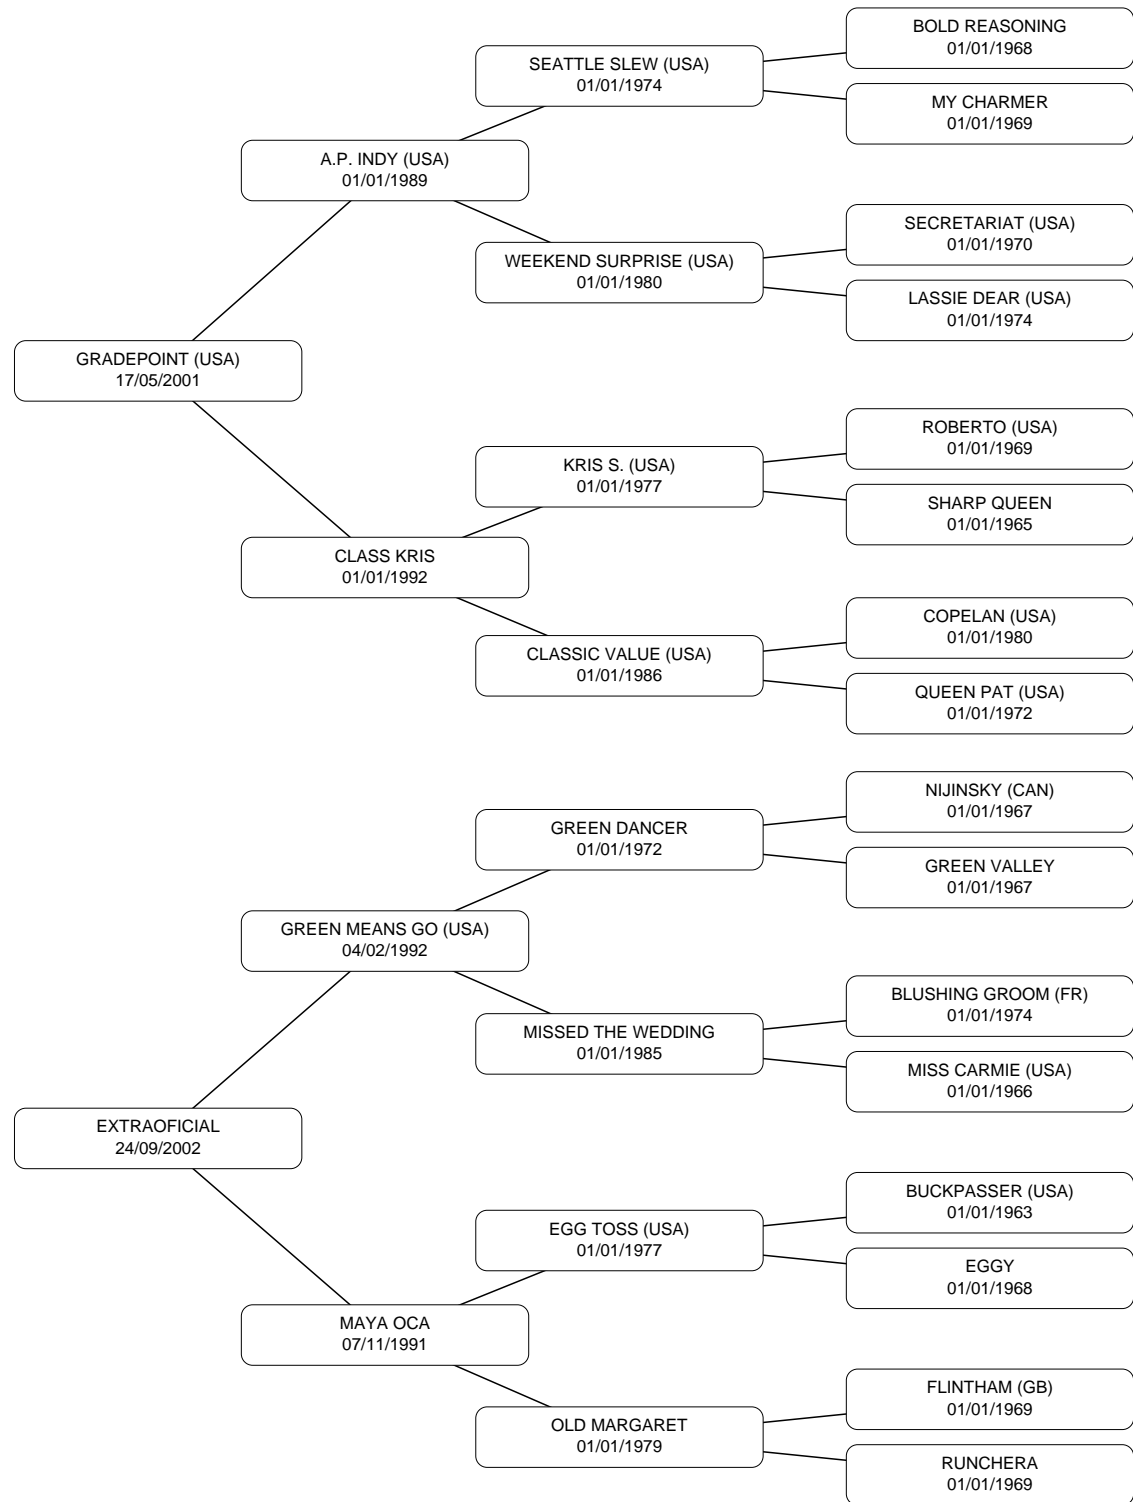 BOLD REASONING
01/01/1968
SEATTLE SLEW (USA)
01/01/1974
MY CHARMER
01/01/1969
A.P. INDY (USA)
01/01/1989
SECRETARIAT (USA)
01/01/1970
WEEKEND SURPRISE (USA)
01/01/1980
LASSIE DEAR (USA)
01/01/1974
GRADEPOINT (USA)
17/05/2001
ROBERTO (USA)
01/01/1969
KRIS S. (USA)
01/01/1977
SHARP QUEEN
01/01/1965
CLASS KRIS
01/01/1992
COPELAN (USA)
01/01/1980
CLASSIC VALUE (USA)
01/01/1986
QUEEN PAT (USA)
01/01/1972
NIJINSKY (CAN)
01/01/1967
GREEN DANCER
01/01/1972
GREEN VALLEY
01/01/1967
GREEN MEANS GO (USA)
04/02/1992
BLUSHING GROOM (FR)
01/01/1974
MISSED THE WEDDING
01/01/1985
MISS CARMIE (USA)
01/01/1966
EXTRAOFICIAL
24/09/2002
BUCKPASSER (USA)
01/01/1963
EGG TOSS (USA)
01/01/1977
EGGY
01/01/1968
MAYA OCA
07/11/1991
FLINTHAM (GB)
01/01/1969
OLD MARGARET
01/01/1979
RUNCHERA
01/01/1969